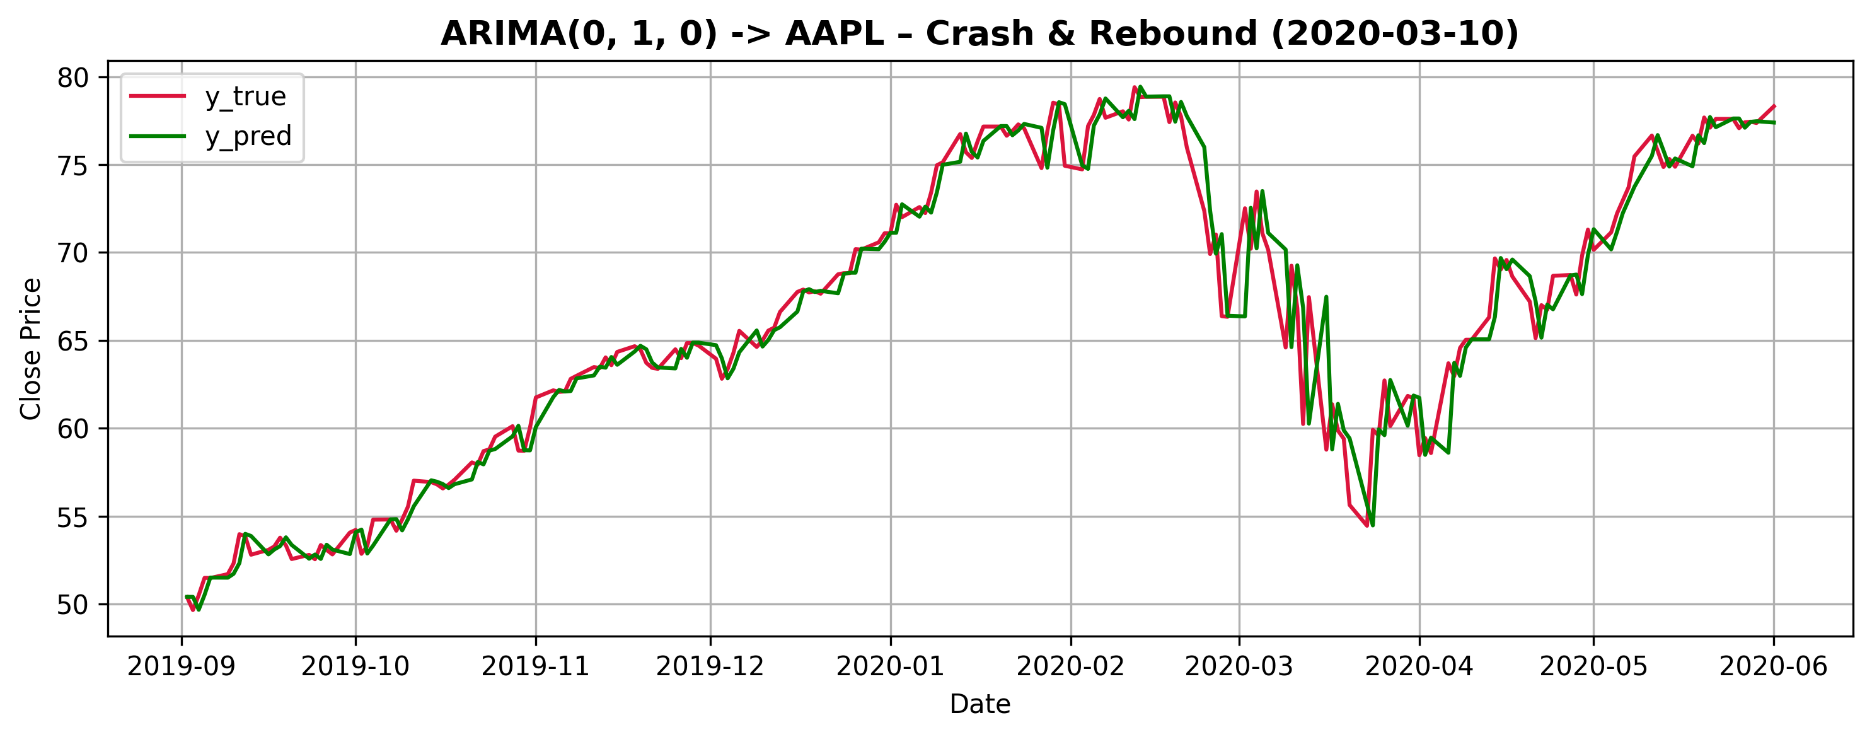 ARIMA(0, 1, 0) -> AAPL – Crash & Rebound (2020-03-10)
y_true
y_pred
Close Price
80
75
70
65
60
55
50
2019-09 2019-10 2019-11 2019-12 2020-01 2020-02 2020-03 2020-04 2020-05 2020-06
Date